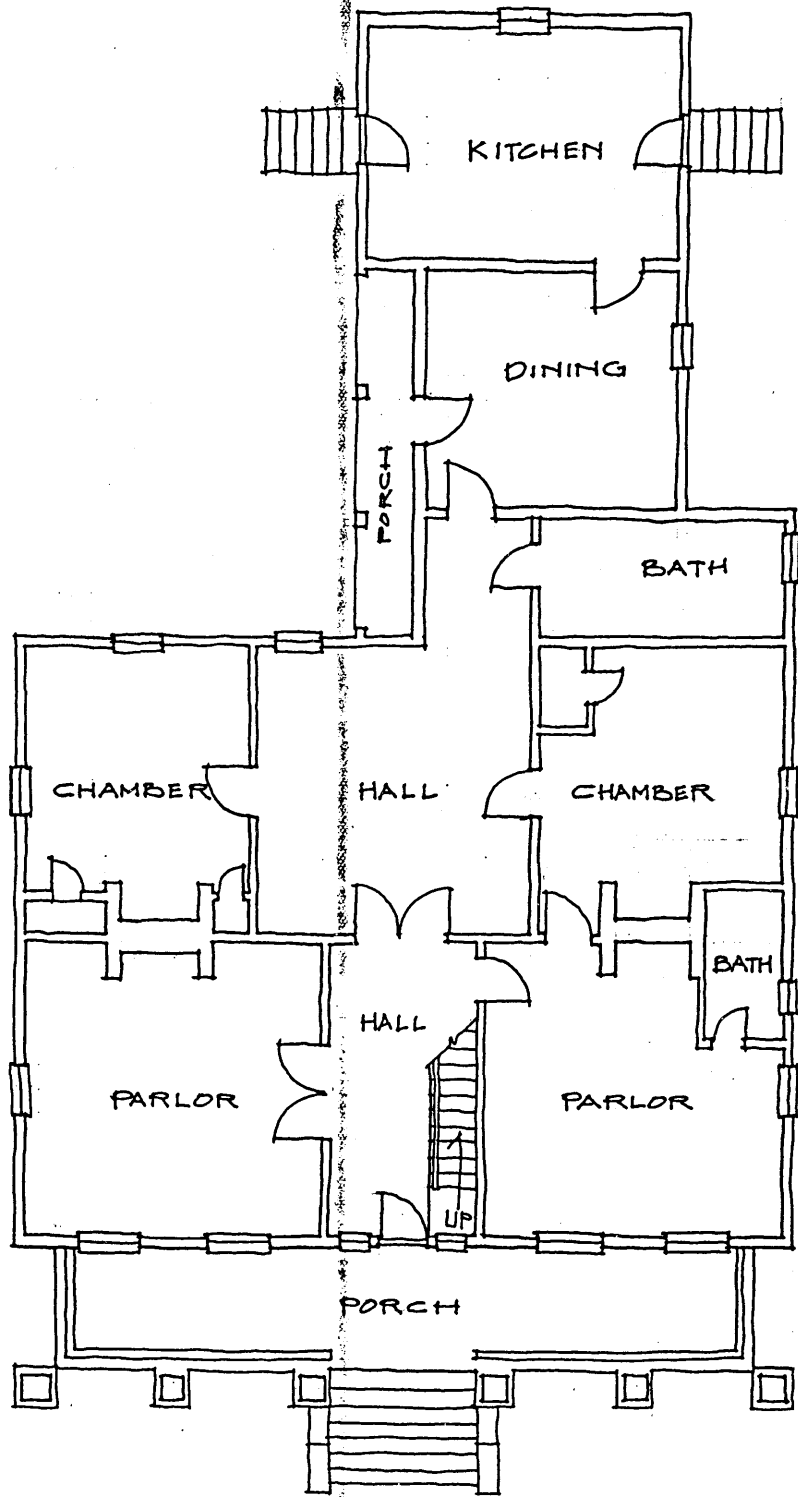 KITCHEN
DINING
PORCH
BATH
CHAMBER
HALL
CHAMBER
BATH
HALL
PARLOR
PARLOR
UP
PORCH